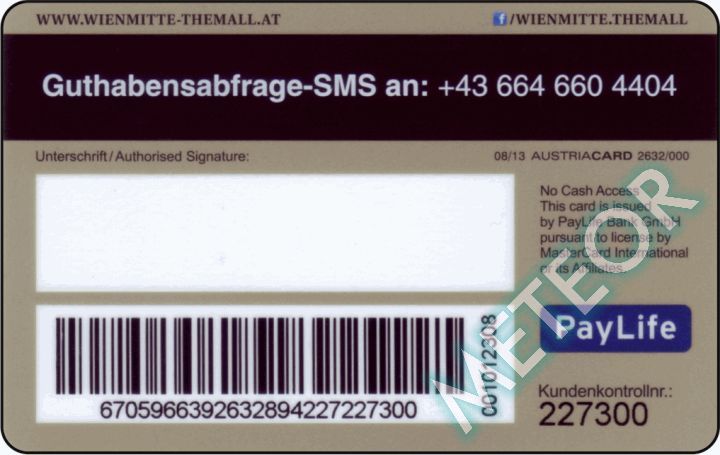 WWW.WIENMITTE-THEMALL.AT
f/WIENMITTE.THEMALL
Guthabensabfrage-SMS an: +43 664 660 4404
Unterschrift/Authorised Signature:
08/13 AUSTRIACARD 2632/000
No Cash Access
This card is issued
by PayLife Bank GmbH
pursuant to license by
MasterCard International
or its Affiliates.
PayLife
001012308
6705966392632894227227300
Kundenkontrollnr.:
227300
METEOR